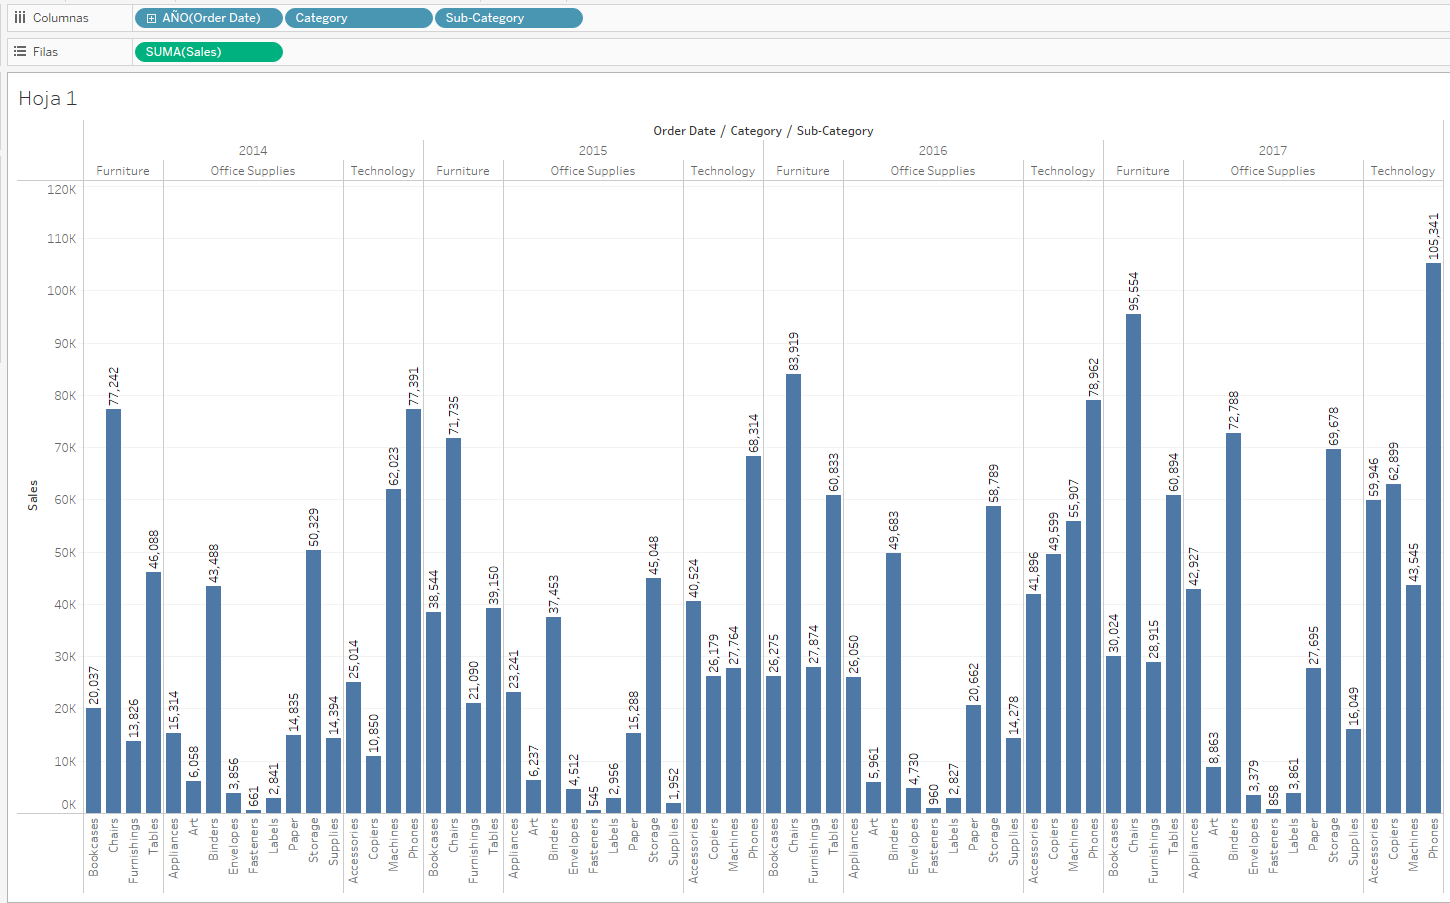 Columnas AÑO(Order Date) Category Sub-Category
Filas SUMA(Sales)
Hoja 1
Order Date / Category / Sub-Category
2014 2015 2016 2017
Furniture Office Supplies Technology Furniture Office Supplies Technology Furniture Office Supplies Technology Furniture Office Supplies Technology
120K
110K
100K
90K
80K
70K
60K
50K
40K
30K
20K
10K
0K
Sales
20,037 77,242 13,826 46,088 15,314 6,058 43,488 3,856 661 2,841 14,835 50,329 14,394 25,014 10,850 62,023 77,391 38,544 71,735 21,090 39,150 23,241 6,237 37,453 4,512 545 2,956 15,288 45,048 1,952 40,524 26,179 27,764 68,314 26,275 83,919 27,874 60,833 26,050 5,961 49,683 4,730 960 2,827 20,662 58,789 14,278 41,896 49,599 55,907 78,962 30,024 95,554 28,915 60,894 42,927 8,863 72,788 3,379 858 3,861 27,695 69,678 16,049 59,946 62,899 43,545 105,341
Bookcases Chairs Furnishings Tables Appliances Art Binders Envelopes Fasteners Labels Paper Storage Supplies Accessories Copiers Machines Phones Bookcases Chairs Furnishings Tables Appliances Art Binders Envelopes Fasteners Labels Paper Storage Supplies Accessories Copiers Machines Phones Bookcases Chairs Furnishings Tables Appliances Art Binders Envelopes Fasteners Labels Paper Storage Supplies Accessories Copiers Machines Phones Bookcases Chairs Furnishings Tables Appliances Art Binders Envelopes Fasteners Labels Paper Storage Supplies Accessories Copiers Machines Phones